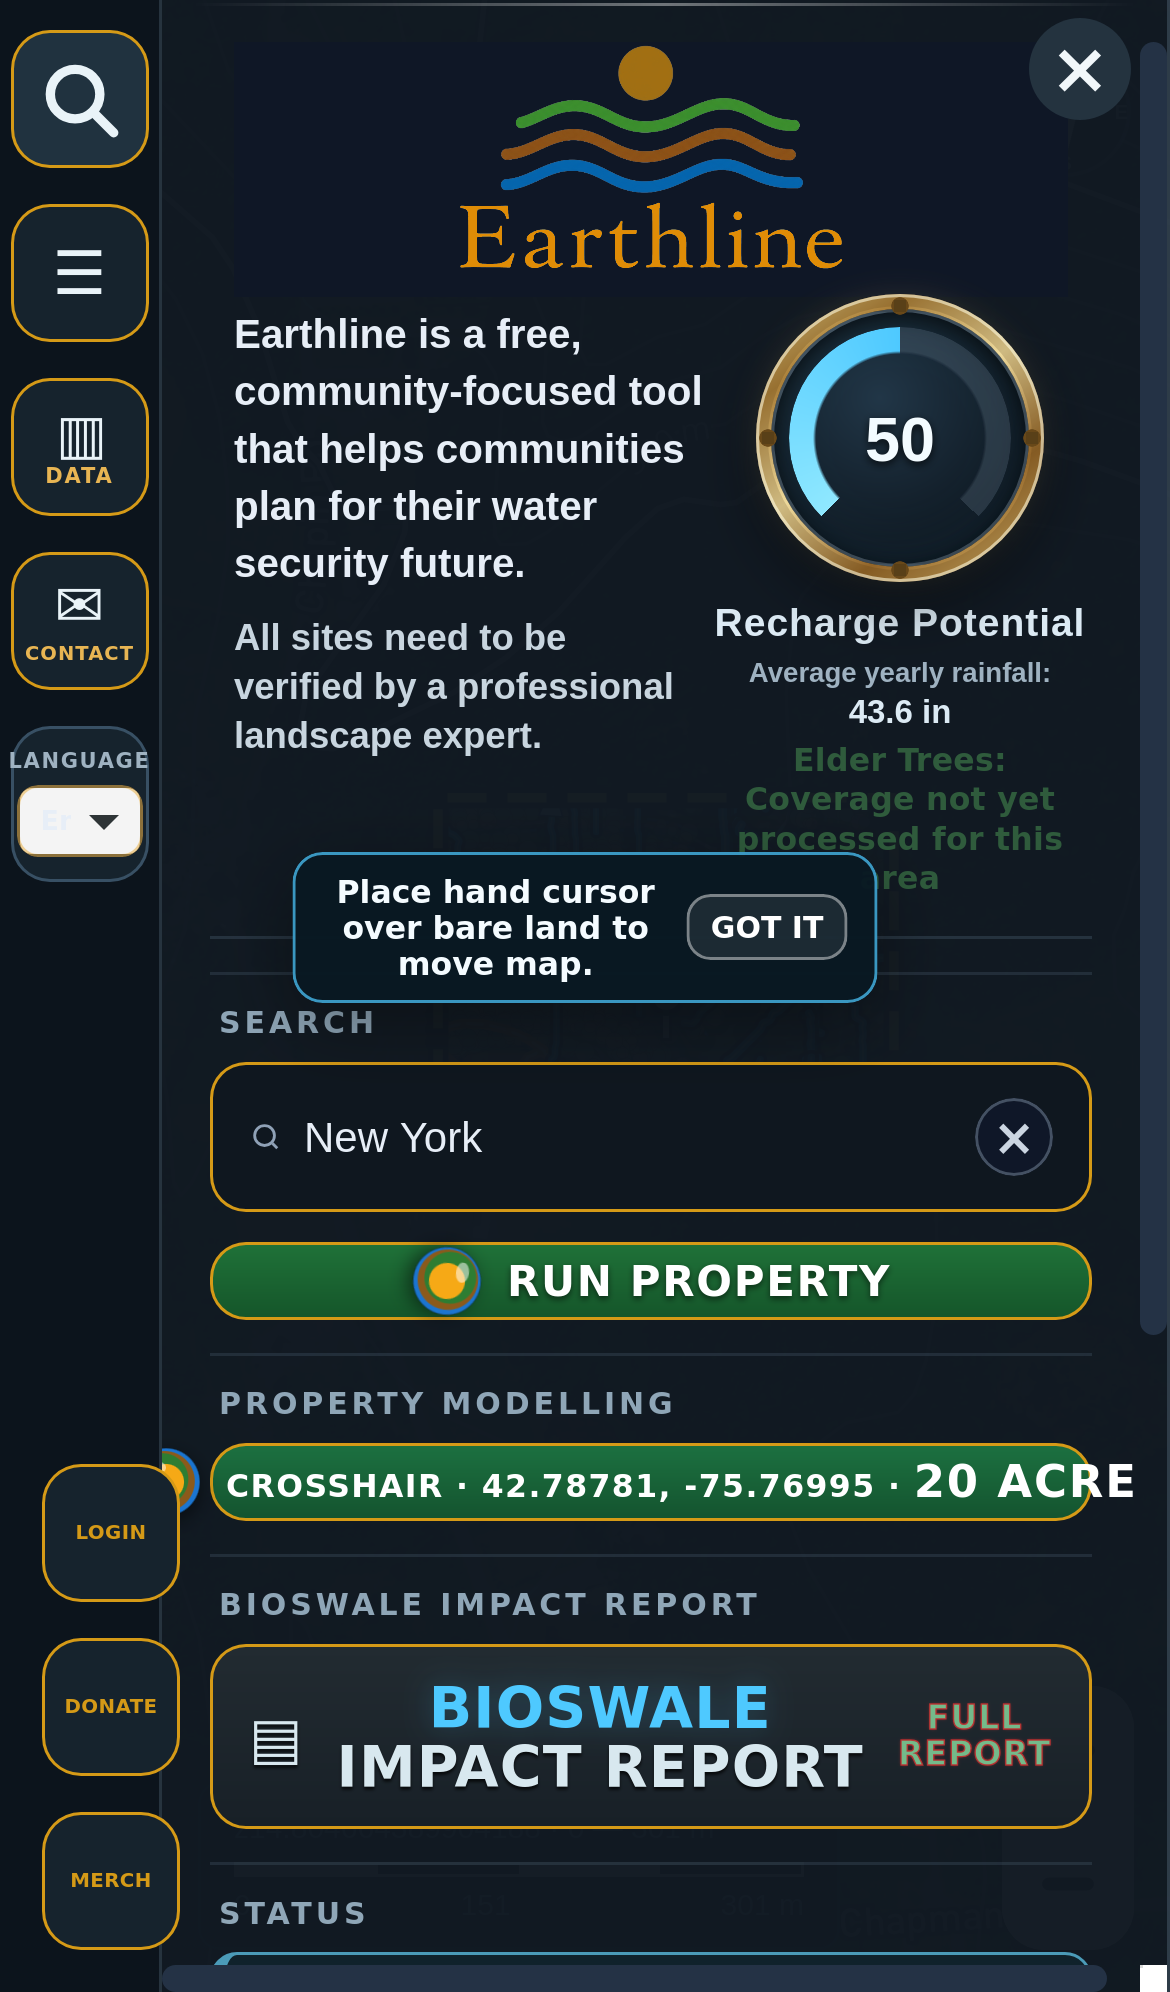 Earthline
Earthline is a free,
community-focused tool
that helps communities
plan for their water
security future.
All sites need to be
verified by a professional
landscape expert.
50
Recharge Potential
Average yearly rainfall:
43.6 in
Elder Trees:
Coverage not yet
processed for this
area
DATA
CONTACT
LANGUAGE
Er
Place hand cursor
over bare land to
move map.
GOT IT
SEARCH
New York
RUN PROPERTY
PROPERTY MODELLING
CROSSHAIR · 42.78781, -75.76995 · 20 ACRE
LOGIN
BIOSWALE IMPACT REPORT
BIOSWALE
IMPACT REPORT
FULL
REPORT
DONATE
MERCH
STATUS